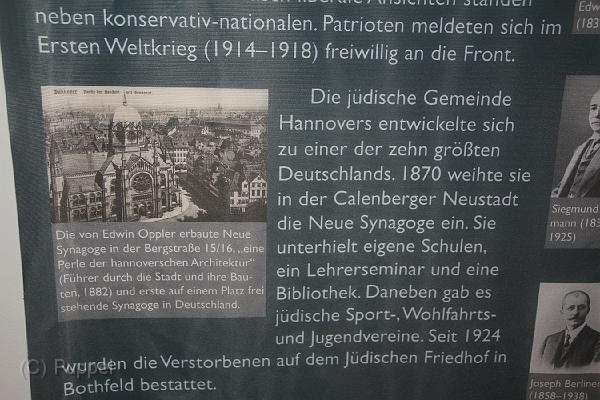 neben konservativ-nationalen. Patrioten meldeten sich im
Ersten Weltkrieg (1914–1918) freiwillig an die Front.
Die jüdische Gemeinde
Hannovers entwickelte sich
zu einer der zehn größten
Deutschlands. 1870 weihte sie
in der Calenberger Neustadt
die Neue Synagoge ein. Sie
unterhielt eigene Schulen,
ein Lehrerseminar und eine
Bibliothek. Daneben gab es
jüdische Sport-, Wohlfahrts-
und Jugendvereine. Seit 1924
wurden die Verstorbenen auf dem Jüdischen Friedhof in
Bothfeld bestattet.
Die von Edwin Oppler erbaute Neue
Synagoge in der Bergstraße 15/16, „eine
Perle der hannoverschen Architektur“
(Führer durch die Stadt und ihre Bau-
ten, 1882) und erste auf einem Platz frei
stehende Synagoge in Deutschland.
Edw
(183
Siegmund
mann (185
1925)
Joseph Berliner
(1858–1938)
(C) Rupper